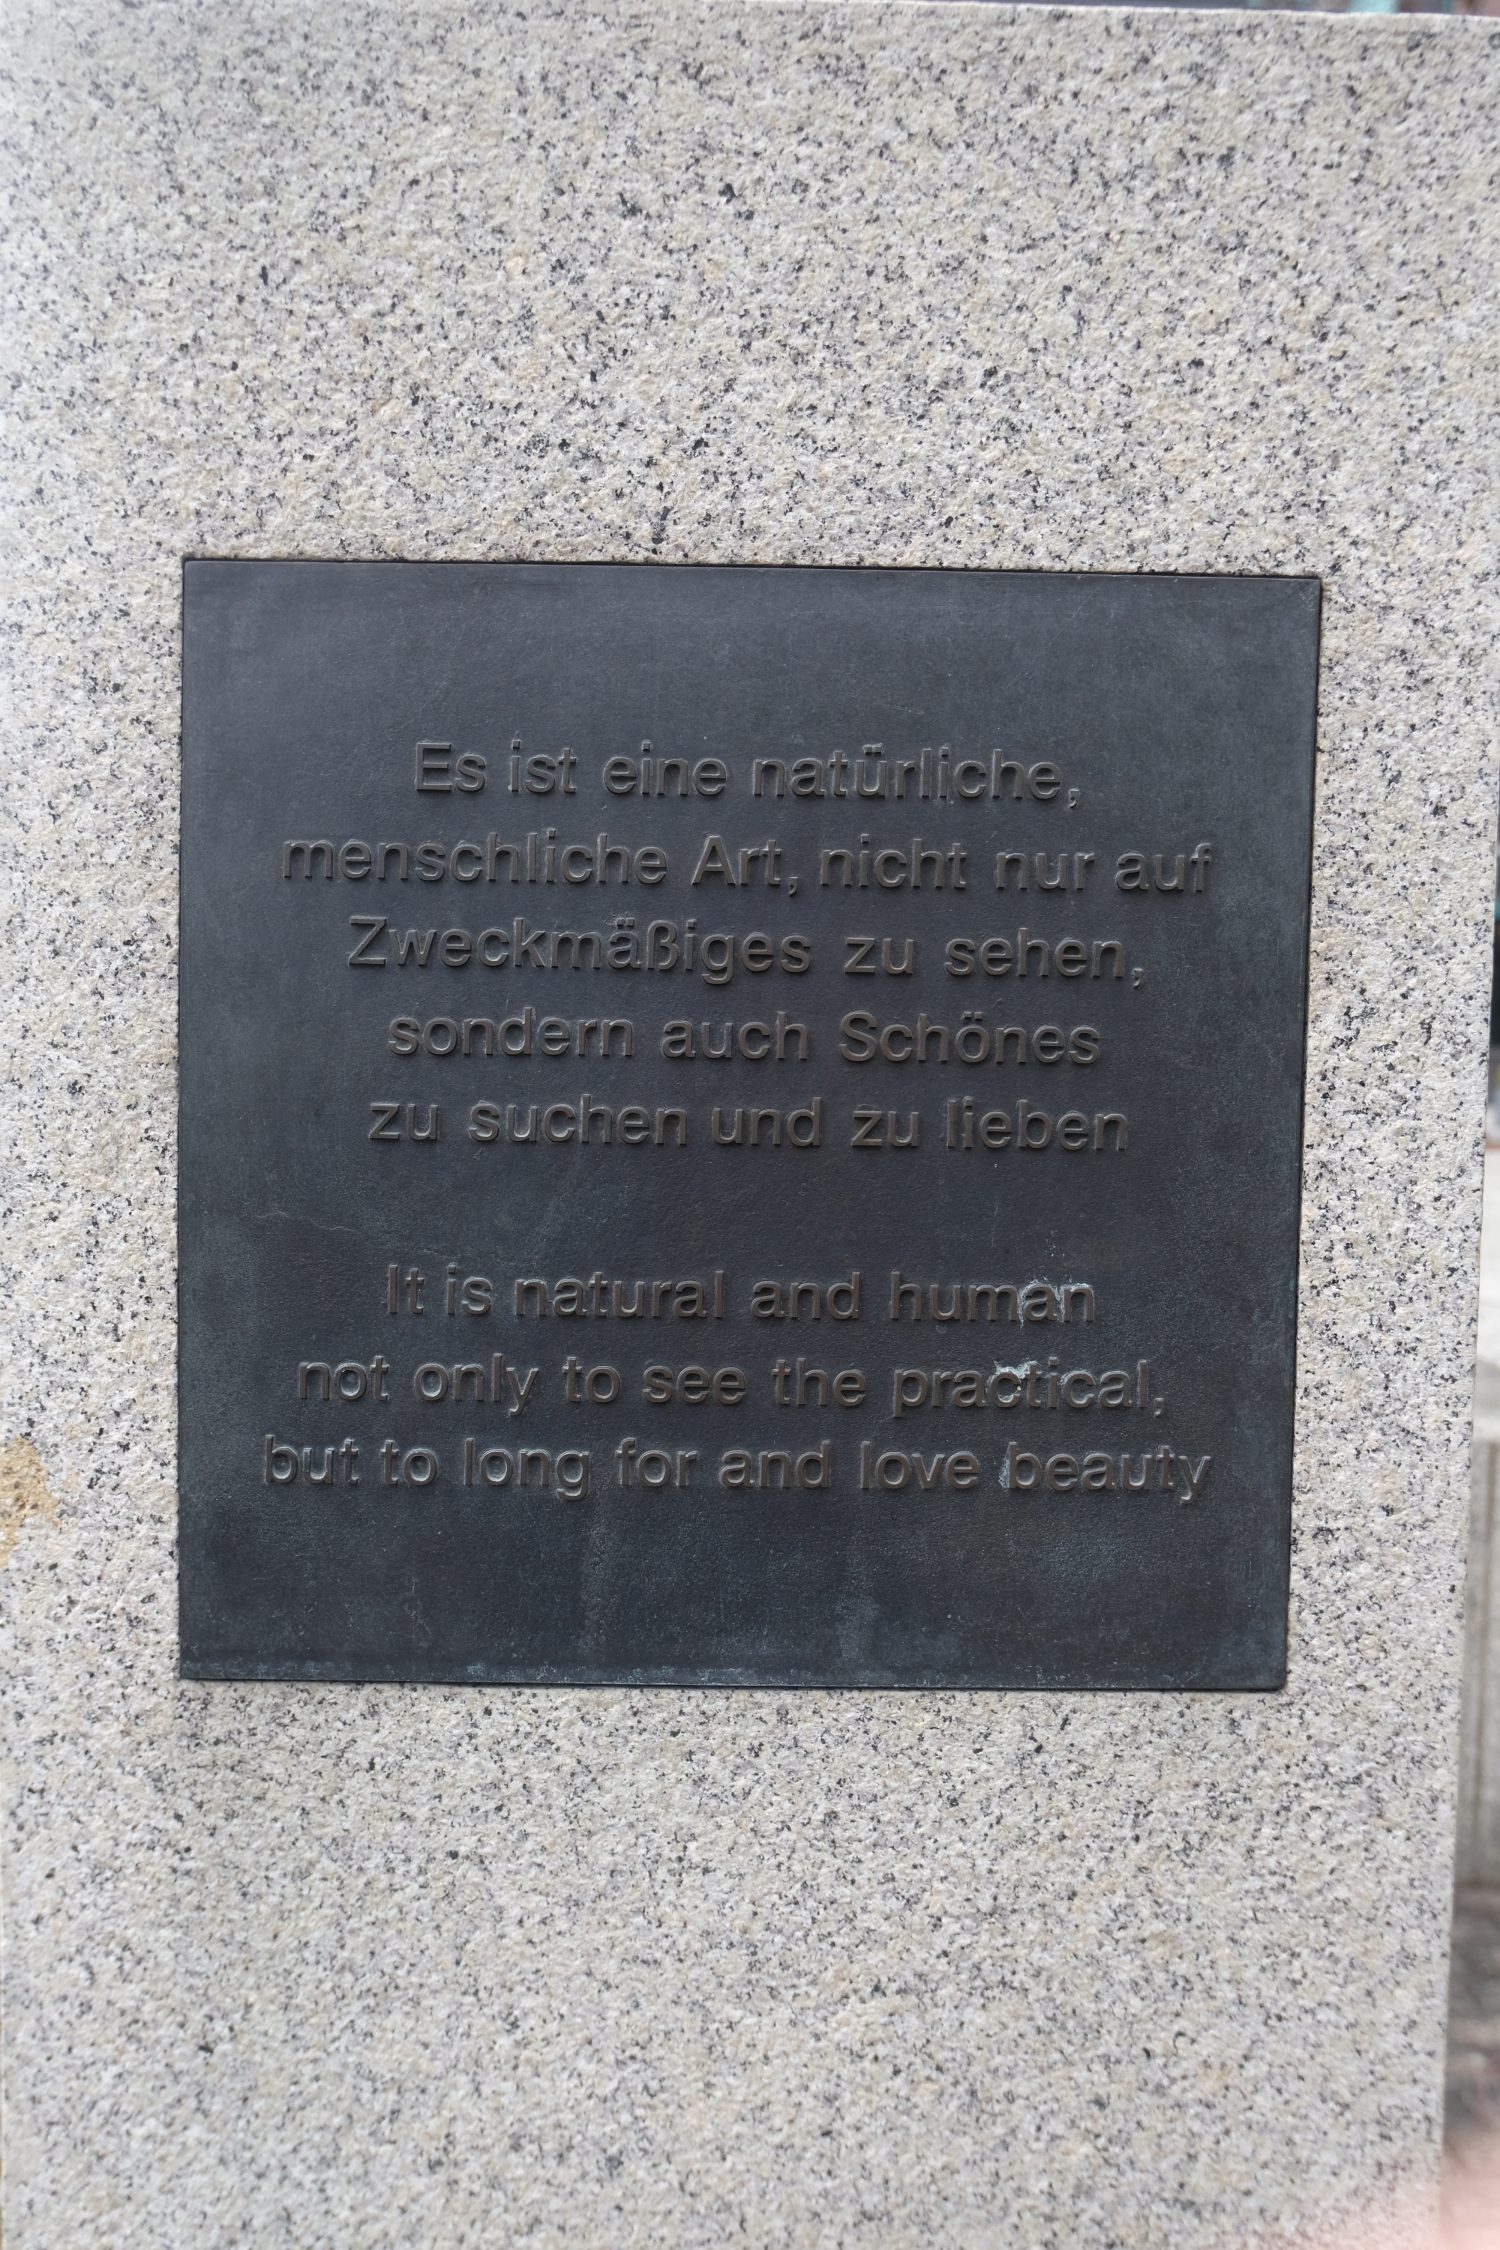 Es ist eine natürliche,
menschliche Art, nicht nur auf
Zweckmäßiges zu sehen,
sondern auch Schönes
zu suchen und zu lieben
It is natural and human
not only to see the practical,
but to long for and love beauty